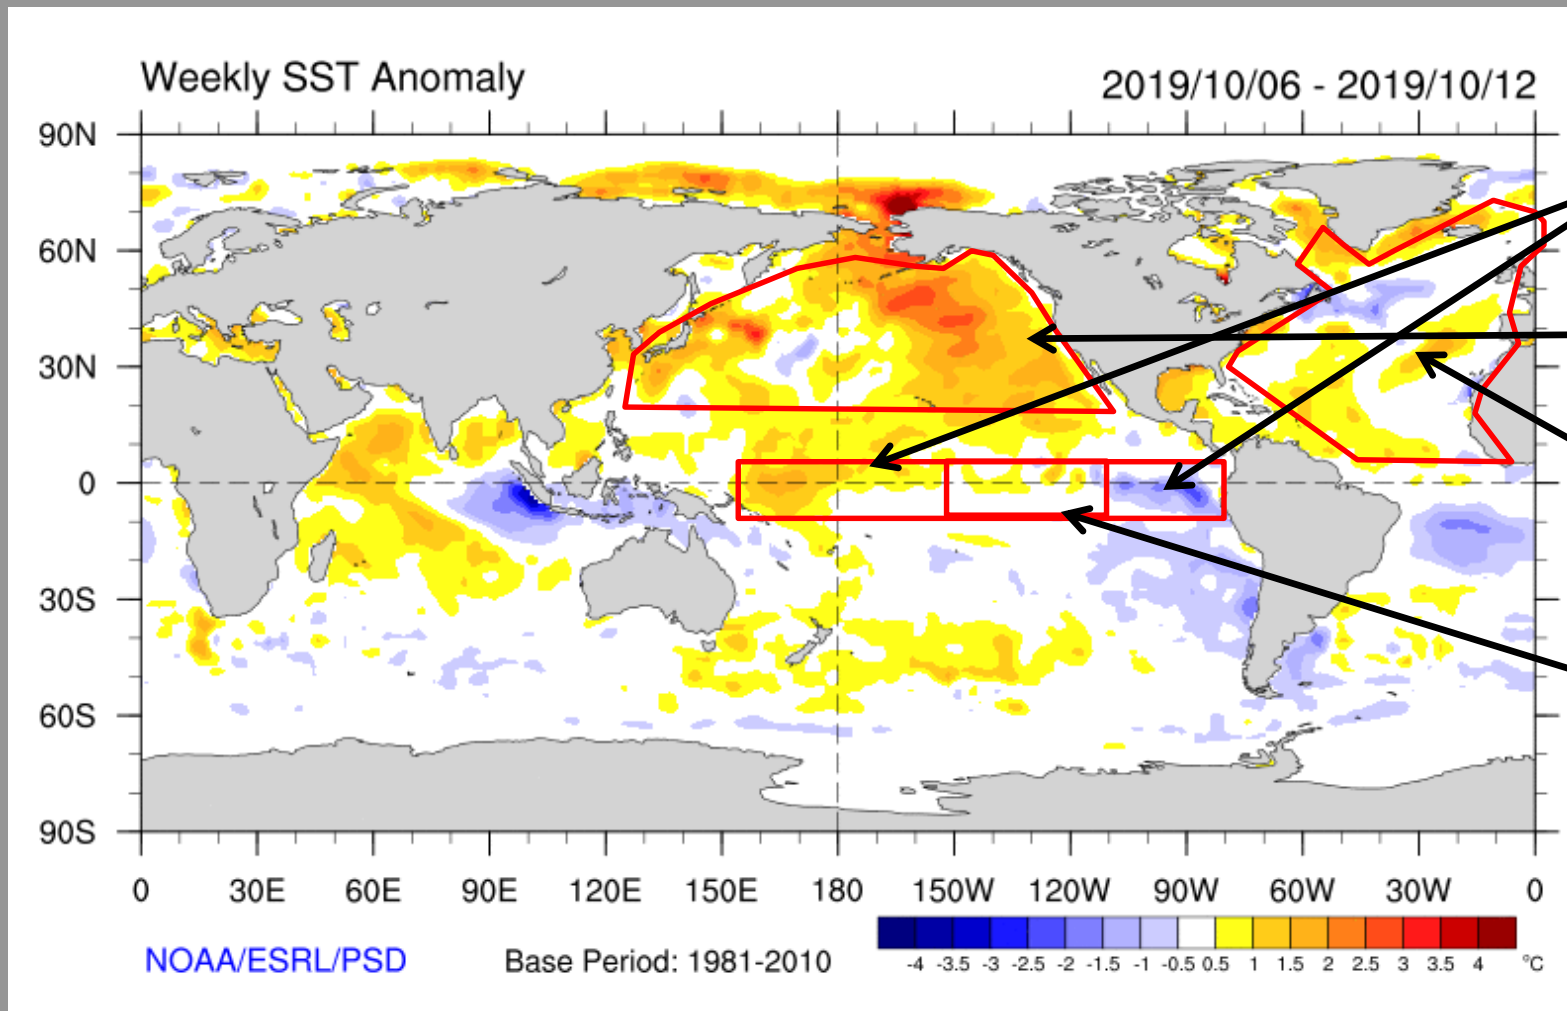 Weekly SST Anomaly
2019/10/06 - 2019/10/12
90N
60N
30N
0
30S
60S
90S
0 30E 60E 90E 120E 150E 180 150W 120W 90W 60W 30W 0
NOAA/ESRL/PSD
Base Period: 1981-2010
-4 -3.5 -3 -2.5 -2 -1.5 -1 -0.5 0.5 1 1.5 2 2.5 3 3.5 4 °C